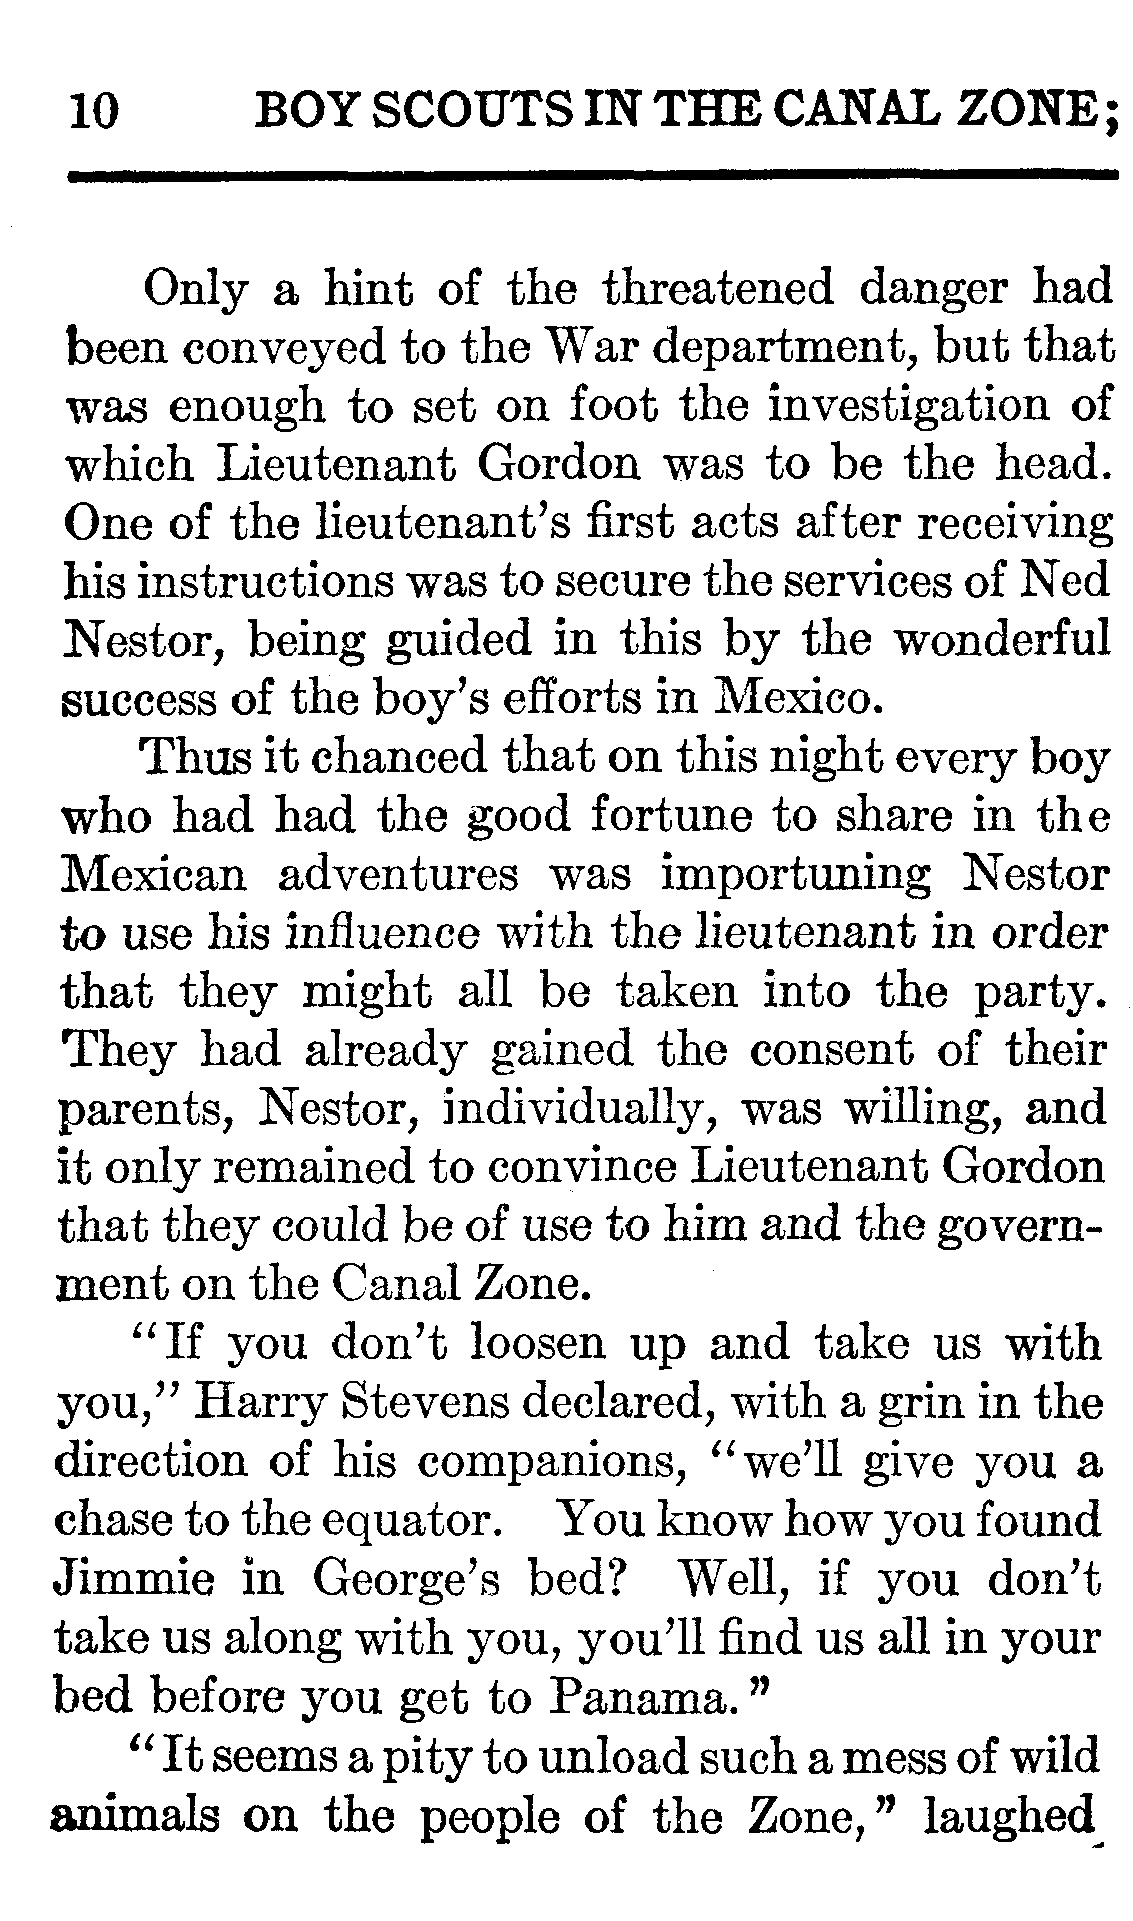 10 BOY SCOUTS IN THE CANAL ZONE;
Only a hint of the threatened danger had
been conveyed to the War department, but that
was enough to set on foot the investigation of
which Lieutenant Gordon was to be the head.
One of the lieutenant's first acts after receiving
his instructions was to secure the services of Ned
Nestor, being guided in this by the wonderful
success of the boy's efforts in Mexico.
Thus it chanced that on this night every boy
who had had the good fortune to share in the
Mexican adventures was importuning Nestor
to use his influence with the lieutenant in order
that they might all be taken into the party.
They had already gained the consent of their
parents, Nestor, individually, was willing, and
it only remained to convince Lieutenant Gordon
that they could be of use to him and the govern-
ment on the Canal Zone.
"If you don't loosen up and take us with
you," Harry Stevens declared, with a grin in the
direction of his companions, "we'll give you a
chase to the equator. You know how you found
Jimmie in George's bed? Well, if you don't
take us along with you, you'll find us all in your
bed before you get to Panama."
"It seems a pity to unload such a mess of wild
animals on the people of the Zone," laughed